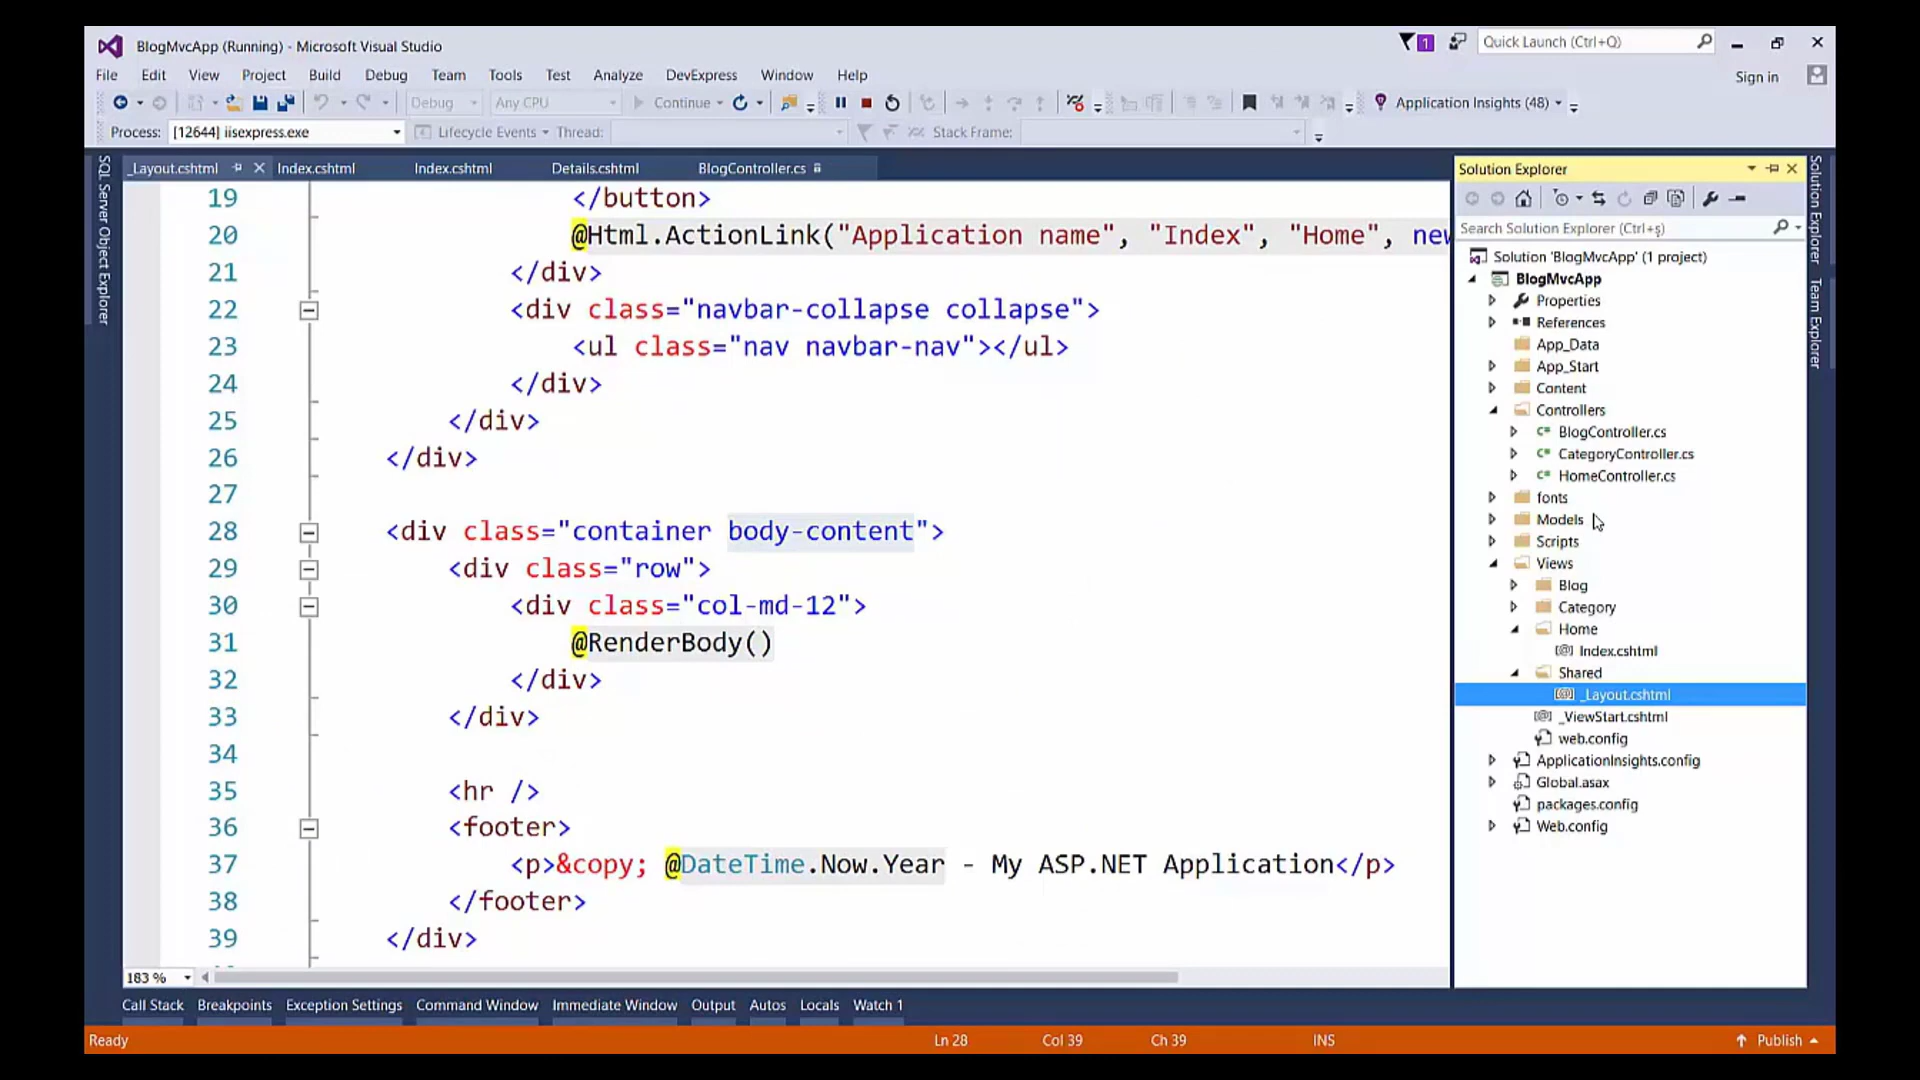 BlogMvcApp (Running) - Microsoft Visual Studio
1
Quick Launch (Ctrl+Q)
File Edit View Project Build Debug Team Tools Test Analyze DevExpress Window Help
Sign in
Debug Any CPU Continue Application Insights (48)
Process: [12644] iisexpress.exe Lifecycle Events Thread: Stack Frame:
SQL Server Object Explorer
_Layout.cshtml Index.cshtml Index.cshtml Details.cshtml BlogController.cs
19 </button>
20 @Html.ActionLink("Application name", "Index", "Home", new
21 </div>
22 <div class="navbar-collapse collapse">
23 <ul class="nav navbar-nav"></ul>
24 </div>
25 </div>
26 </div>
27
28 <div class="container body-content">
29 <div class="row">
30 <div class="col-md-12">
31 @RenderBody()
32 </div>
33 </div>
34
35 <hr />
36 <footer>
37 <p>&copy; @DateTime.Now.Year - My ASP.NET Application</p>
38 </footer>
39 </div>
183 %
Solution Explorer
Search Solution Explorer (Ctrl+ş)
Solution 'BlogMvcApp' (1 project)
BlogMvcApp
Properties
References
App_Data
App_Start
Content
Controllers
BlogController.cs
CategoryController.cs
HomeController.cs
fonts
Models
Scripts
Views
Blog
Category
Home
Index.cshtml
Shared
_Layout.cshtml
_ViewStart.cshtml
web.config
ApplicationInsights.config
Global.asax
packages.config
Web.config
Solution Explorer
Team Explorer
Call Stack Breakpoints Exception Settings Command Window Immediate Window Output Autos Locals Watch 1
Ready Ln 28 Col 39 Ch 39 INS Publish